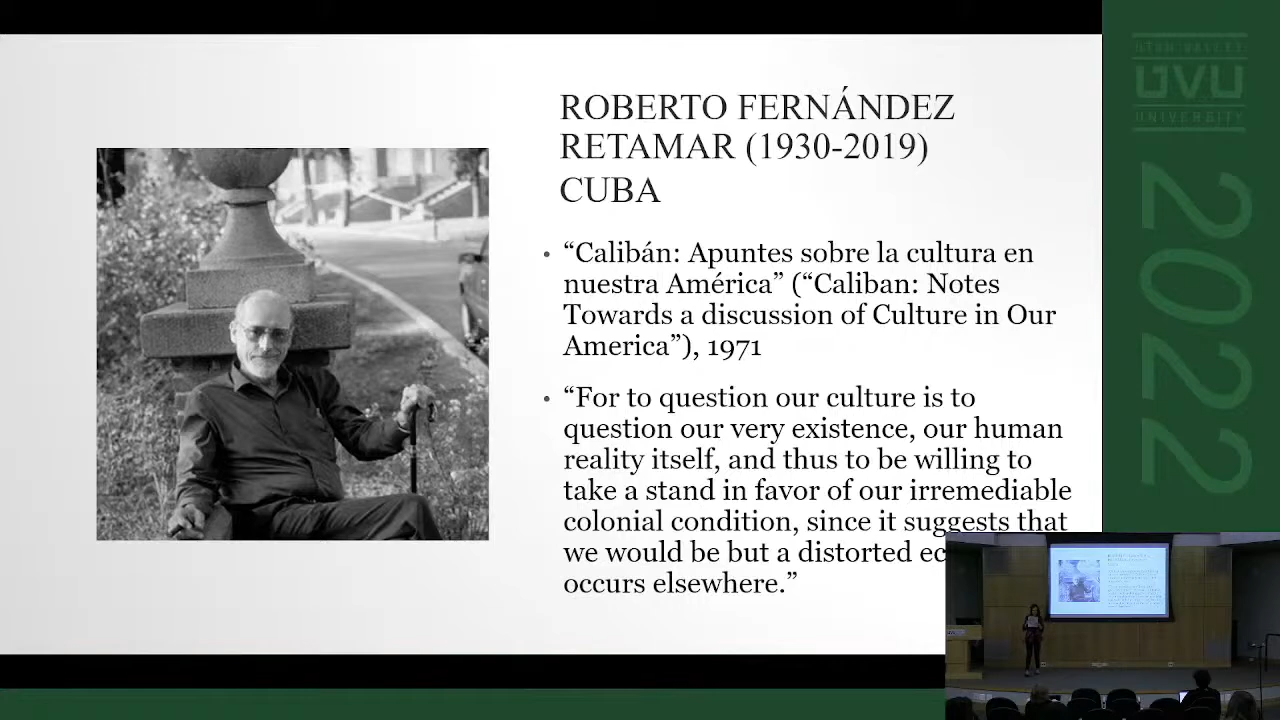 ROBERTO FERNÁNDEZ
RETAMAR (1930-2019)
CUBA
• “Calibán: Apuntes sobre la cultura en
nuestra América” (“Caliban: Notes
Towards a discussion of Culture in Our
America”), 1971
• “For to question our culture is to
question our very existence, our human
reality itself, and thus to be willing to
take a stand in favor of our irremediable
colonial condition, since it suggests that
we would be but a distorted
occurs elsewhere.”
UTAH VALLEY
UVU
UNIVERSITY
2022